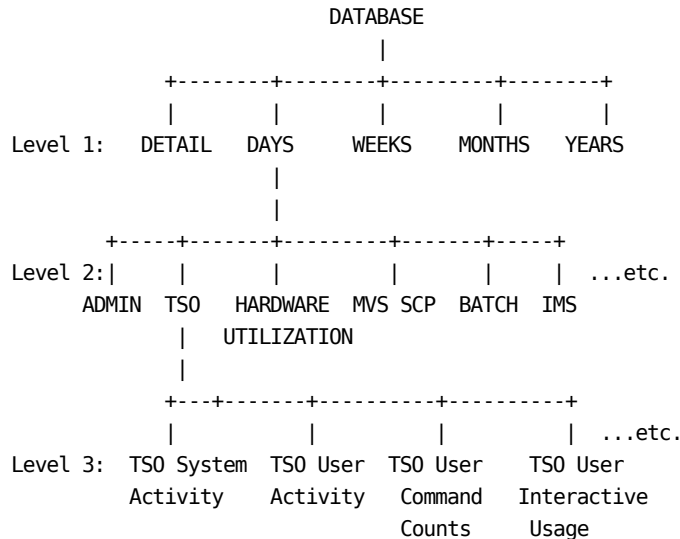 DATABASE
Level 1: DETAIL DAYS WEEKS MONTHS YEARS
Level 2: ...etc.
ADMIN TSO HARDWARE MVS SCP BATCH IMS
UTILIZATION
...etc.
Level 3: TSO System TSO User TSO User TSO User
Activity Activity Command Interactive
Counts Usage